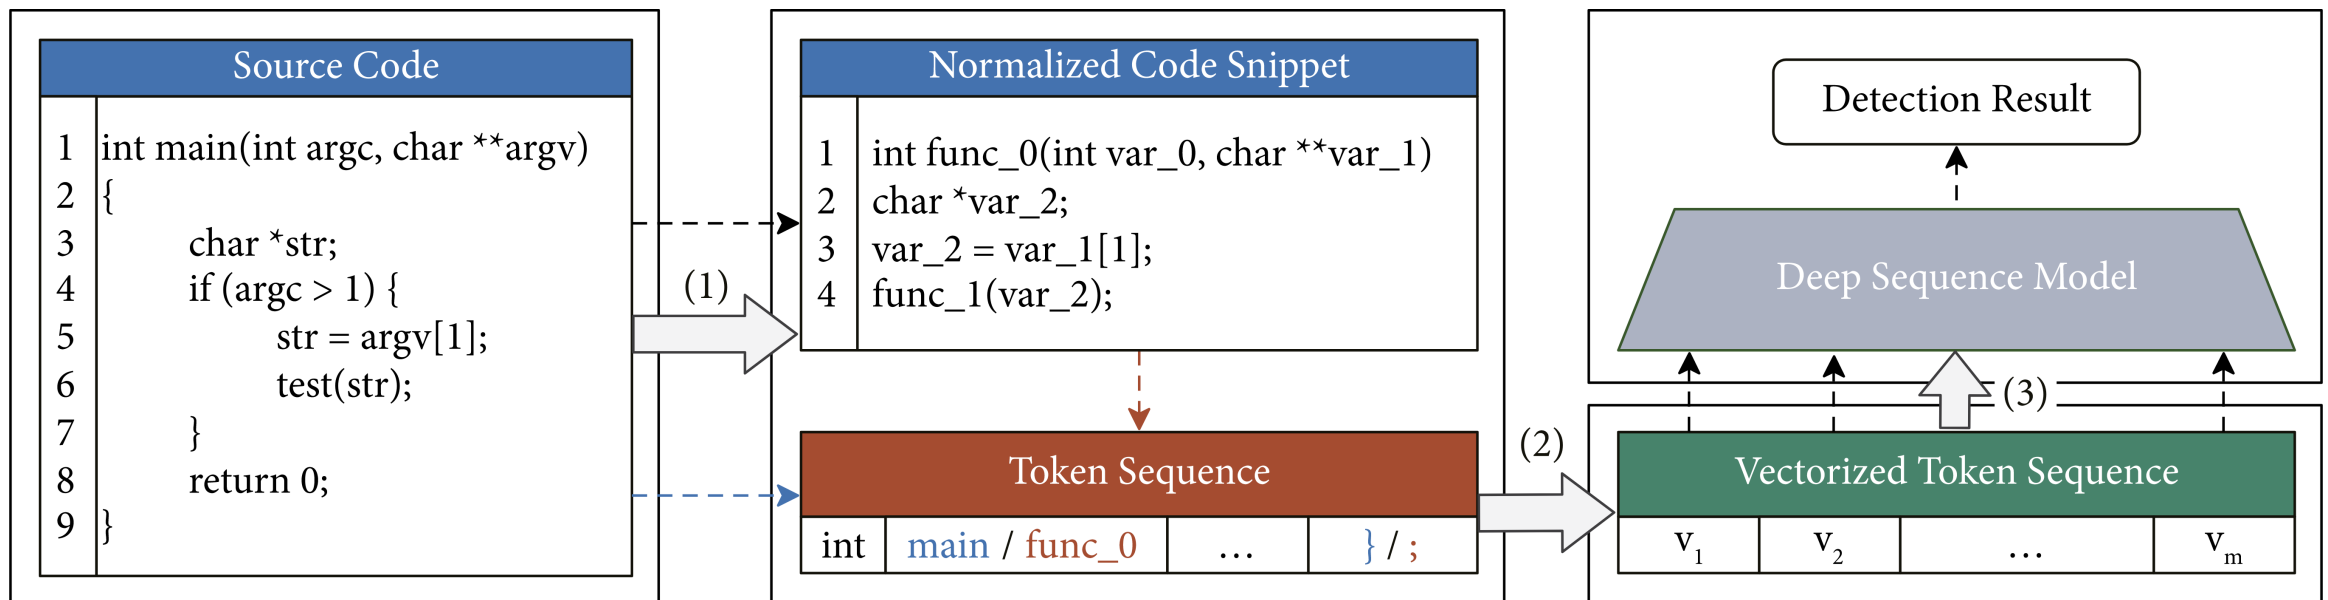 Source Code
1 int main(int argc, char **argv)
2 {
3 char *str;
4 if (argc > 1) {
5 str = argv[1];
6 test(str);
7 }
8 return 0;
9 }
(1)
Normalized Code Snippet
1 int func_0(int var_0, char **var_1)
2 char *var_2;
3 var_2 = var_1[1];
4 func_1(var_2);
Token Sequence
int main / func_0 ... } / ;
(2)
Detection Result
Deep Sequence Model
(3)
Vectorized Token Sequence
v1 v2 ... vm